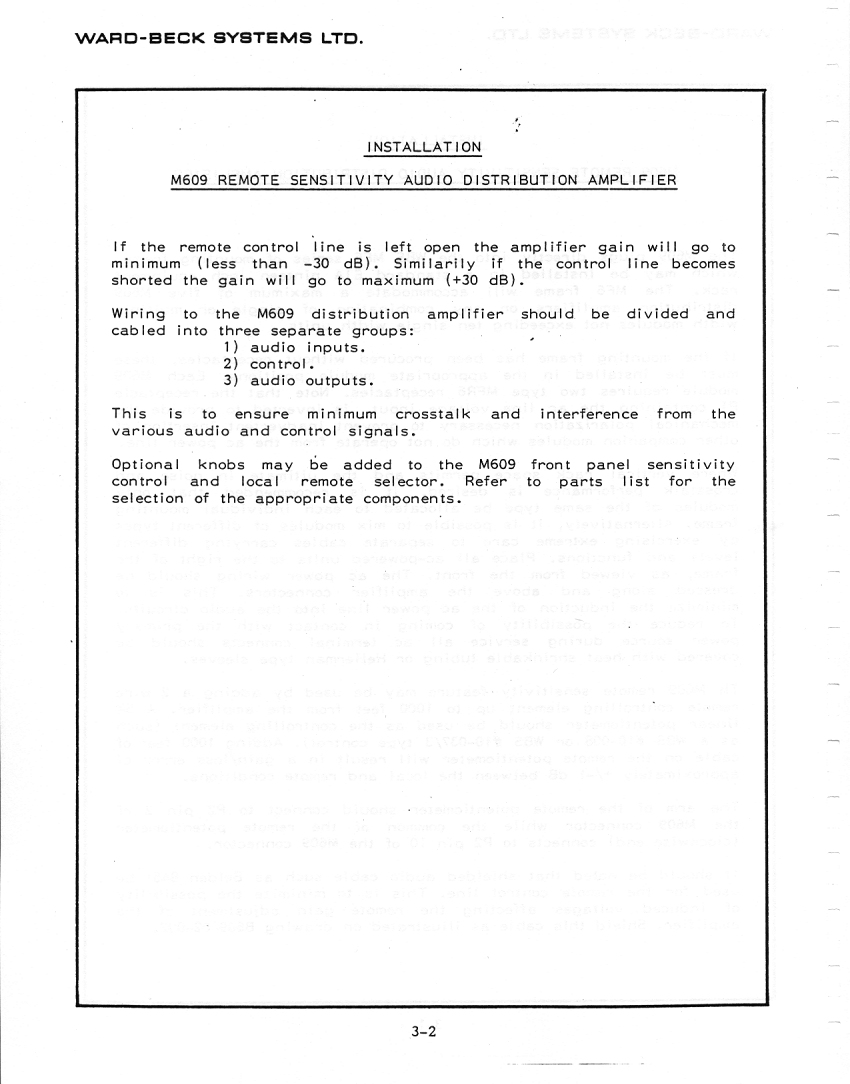 WARD-BECK SYSTEMS LTD.
INSTALLATION
M609 REMOTE SENSITIVITY AUDIO DISTRIBUTION AMPLIFIER
If the remote control line is left open the amplifier gain will go to
minimum (less than -30 dB). Similarily if the control line becomes
shorted the gain will go to maximum (+30 dB).
Wiring to the M609 distribution amplifier should be divided and
cabled into three separate groups:
1) audio inputs.
2) control.
3) audio outputs.
This is to ensure minimum crosstalk and interference from the
various audio and control signals.
Optional knobs may be added to the M609 front panel sensitivity
control and local remote selector. Refer to parts list for the
selection of the appropriate components.
3-2